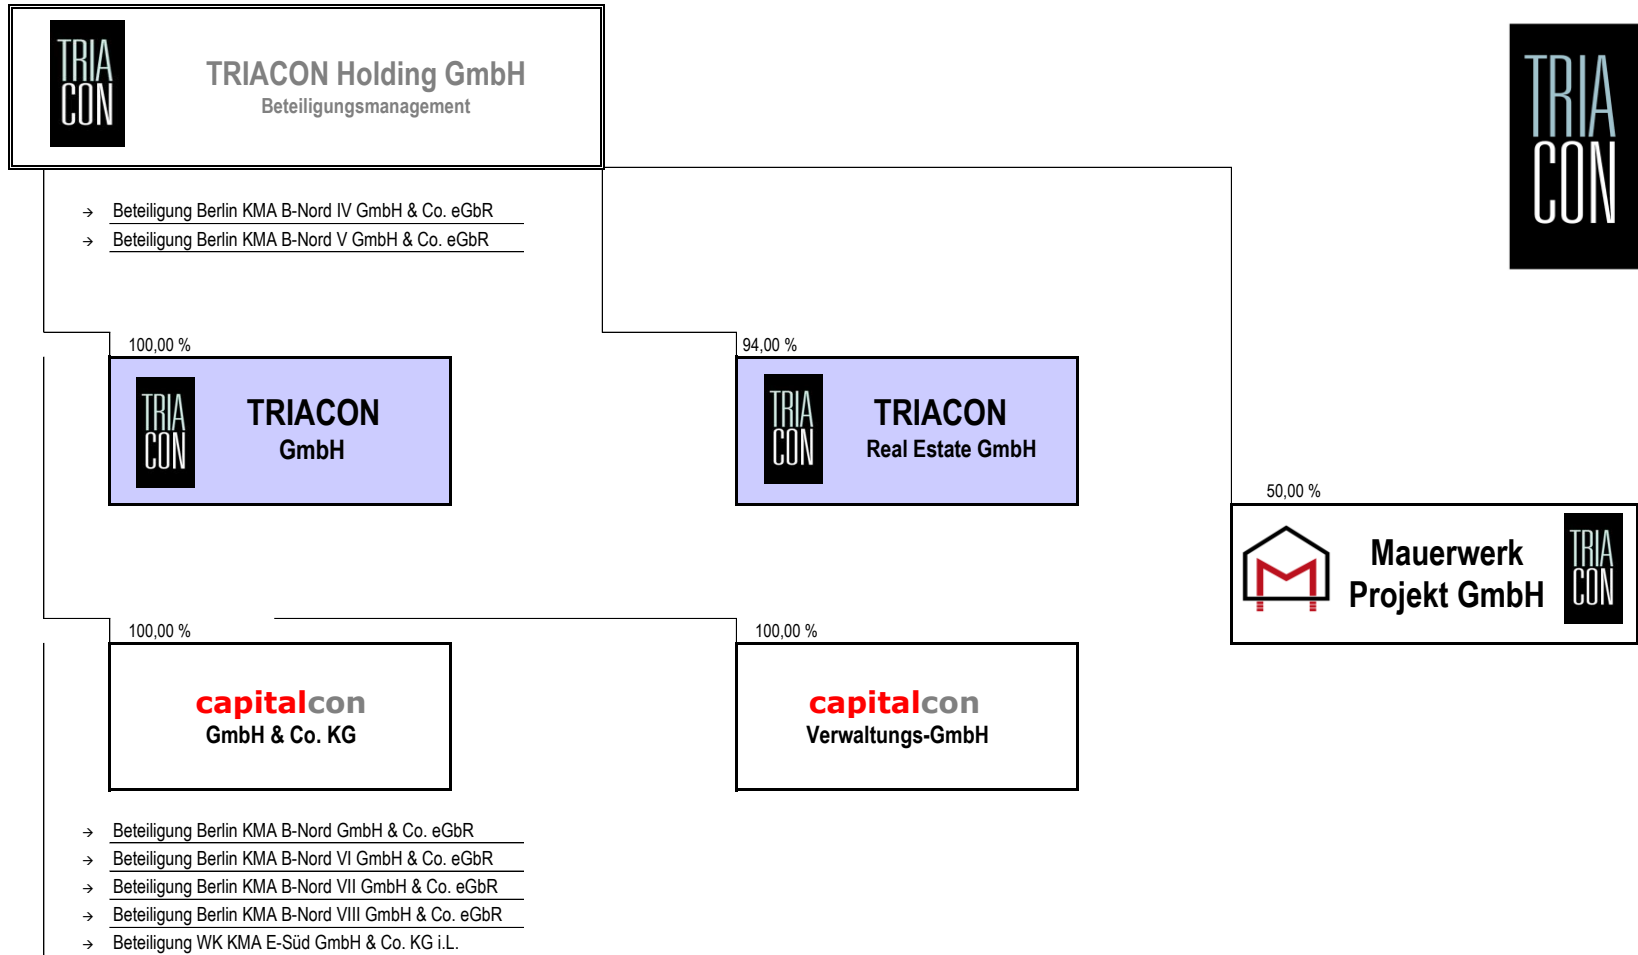 TRIA
CON
TRIACON Holding GmbH
Beteiligungsmanagement
TRIA
CON
→ Beteiligung Berlin KMA B-Nord IV GmbH & Co. eGbR
→ Beteiligung Berlin KMA B-Nord V GmbH & Co. eGbR
100,00 %
94,00 %
TRIA
CON
TRIACON
GmbH
TRIA
CON
TRIACON
Real Estate GmbH
50,00 %
Mauerwerk
Projekt GmbH
TRIA
CON
100,00 %
100,00 %
capitalcon
GmbH & Co. KG
capitalcon
Verwaltungs-GmbH
→ Beteiligung Berlin KMA B-Nord GmbH & Co. eGbR
→ Beteiligung Berlin KMA B-Nord VI GmbH & Co. eGbR
→ Beteiligung Berlin KMA B-Nord VII GmbH & Co. eGbR
→ Beteiligung Berlin KMA B-Nord VIII GmbH & Co. eGbR
→ Beteiligung WK KMA E-Süd GmbH & Co. KG i.L.